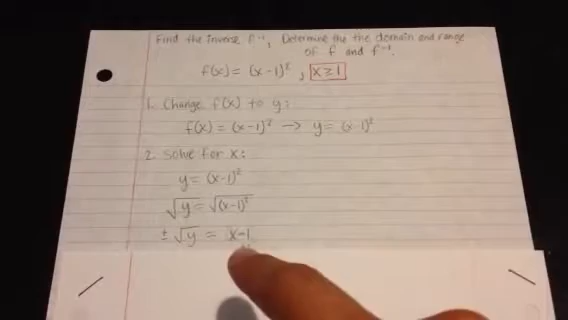 Find the inverse f⁻¹, Determine the the domain and range
of f and f⁻¹.
f(x) = (x-1)², x≥1
1. Change f(x) to y:
f(x) = (x-1)² → y = (x-1)²
2. Solve for x:
y = (x-1)²
√y = √(x-1)²
± √y = x-1